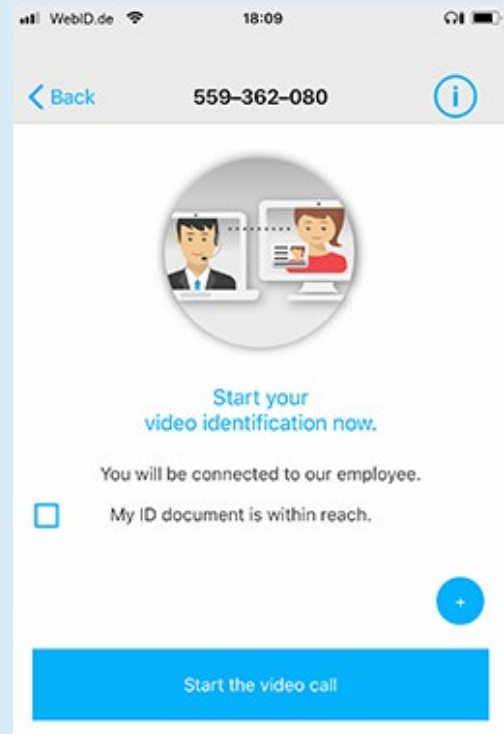 WebID.de 18:09
Back 559–362–080 i
Start your
video identification now.
You will be connected to our employee.
My ID document is within reach.
+
Start the video call